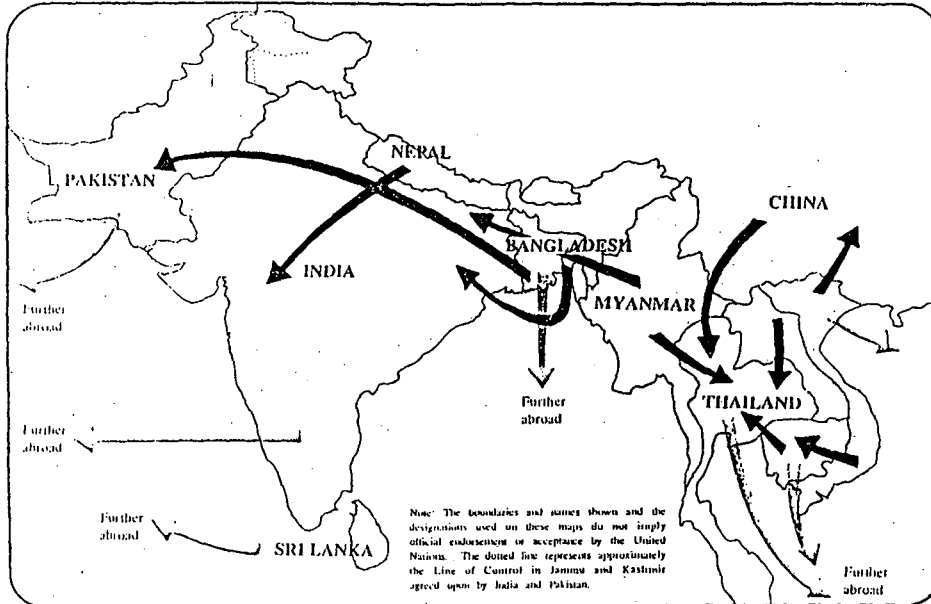 NEPAL
CHINA
PAKISTAN
BANGLADESH
INDIA
MYANMAR
Further
abroad
THAILAND
Further
abroad
Further
abroad
Further
abroad
SRI LANKA
Note: The boundaries and names shown and the
designations used on these maps do not imply
official endorsement or acceptance by the United
Nations. The dotted line represents approximately
the Line of Control in Jammu and Kashmir
agreed upon by India and Pakistan.
Further
abroad